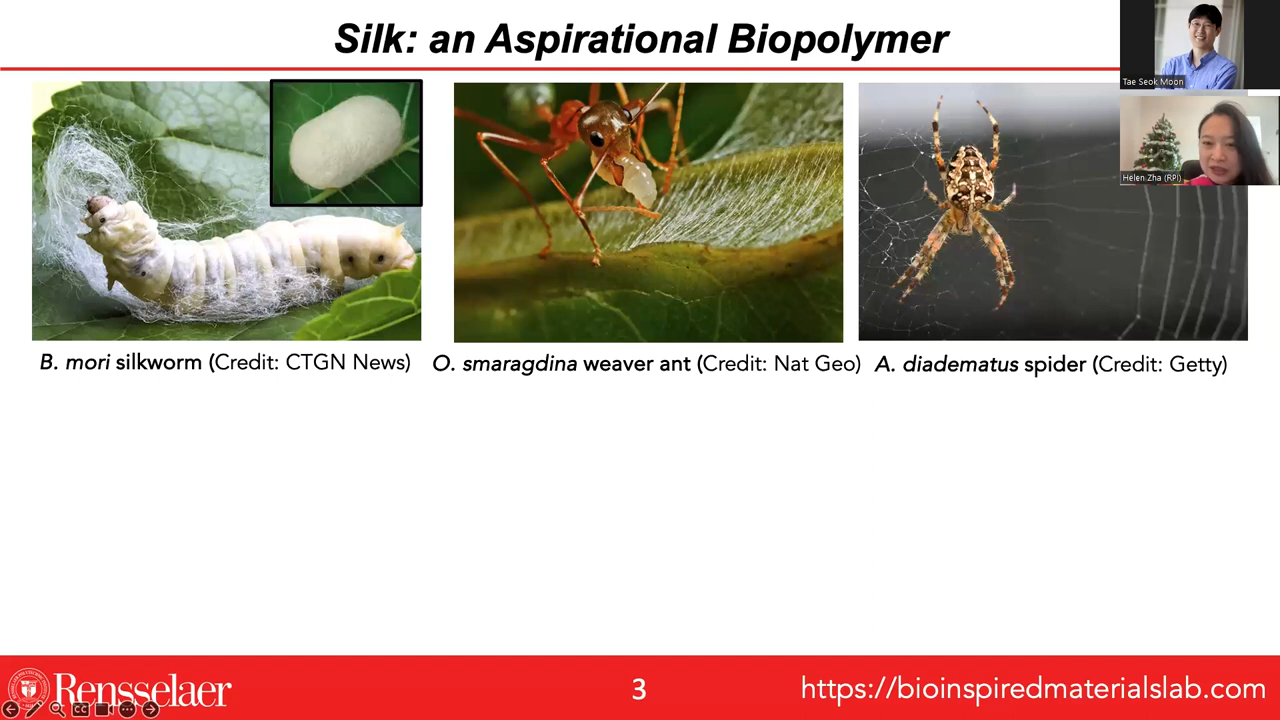 Silk: an Aspirational Biopolymer
Tae Seok Moon
Helen Zha (RPI)
B. mori silkworm (Credit: CTGN News)
O. smaragdina weaver ant (Credit: Nat Geo)
A. diadematus spider (Credit: Getty)
Rensselaer
3
https://bioinspiredmaterialslab.com
CC